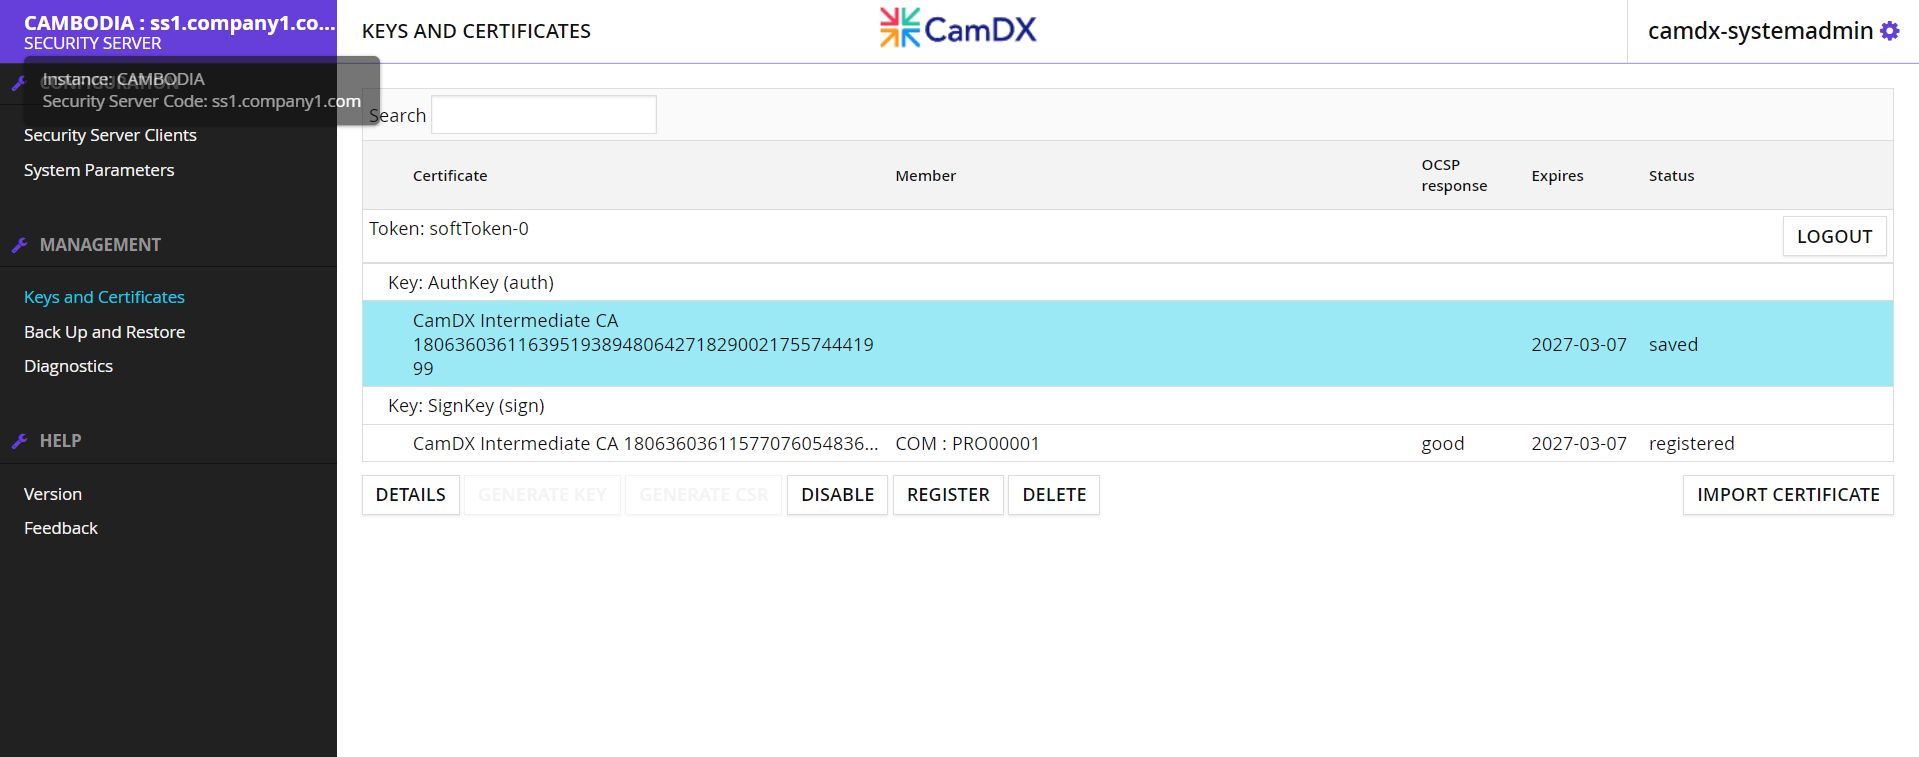 CAMBODIA : ss1.company1.co...
SECURITY SERVER
KEYS AND CERTIFICATES
CamDX
camdx-systemadmin
CONFIGURATION
Instance: CAMBODIA
Security Server Code: ss1.company1.com
Security Server Clients
System Parameters
MANAGEMENT
Keys and Certificates
Back Up and Restore
Diagnostics
HELP
Version
Feedback
Search
Certificate Member OCSP response Expires Status
Token: softToken-0 LOGOUT
Key: AuthKey (auth)
CamDX Intermediate CA
18063603611639519389480642718290021755744419
99
2027-03-07 saved
Key: SignKey (sign)
CamDX Intermediate CA 18063603611577076054836... COM : PRO00001 good 2027-03-07 registered
DETAILS GENERATE KEY GENERATE CSR DISABLE REGISTER DELETE IMPORT CERTIFICATE